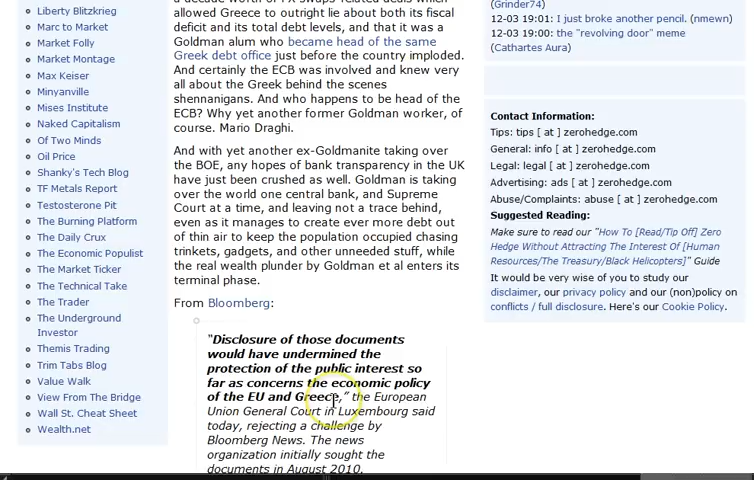 Liberty Blitzkrieg
Marc to Market
Market Folly
Market Montage
Max Keiser
Minyanville
Mises Institute
Naked Capitalism
Of Two Minds
Oil Price
Shanky's Tech Blog
TF Metals Report
Testosterone Pit
The Burning Platform
The Daily Crux
The Economic Populist
The Market Ticker
The Technical Take
The Trader
The Underground
Investor
Themis Trading
Trim Tabs Blog
Value Walk
View From The Bridge
Wall St. Cheat Sheet
Wealth.net
a decade worth of FX swaps-related deals which
allowed Greece to outright lie about both its fiscal
deficit and its total debt levels, and that it was a
Goldman alum who became head of the same
Greek debt office just before the country imploded.
And certainly the ECB was involved and knew very
all about the Greek behind the scenes
shennanigans. And who happens to be head of the
ECB? Why yet another former Goldman worker, of
course. Mario Draghi.
And with yet another ex-Goldmanite taking over
the BOE, any hopes of bank transparency in the UK
have just been crushed as well. Goldman is taking
over the world one central bank, and Supreme
Court at a time, and leaving not a trace behind,
even as it manages to create ever more debt out
of thin air to keep the population occupied chasing
trinkets, gadgets, and other unneeded stuff, while
the real wealth plunder by Goldman et al enters its
terminal phase.
From Bloomberg:
"Disclosure of those documents
would have undermined the
protection of the public interest so
far as concerns the economic policy
of the EU and Greece," the European
Union General Court in Luxembourg said
today, rejecting a challenge by
Bloomberg News. The news
organization initially sought the
documents in August 2010.
(Grinder74)
12-03 19:01: I just broke another pencil. (nmewn)
12-03 19:00: the "revolving door" meme
(Cathartes Aura)
Contact Information:
Tips: tips [ at ] zerohedge.com
General: info [ at ] zerohedge.com
Legal: legal [ at ] zerohedge.com
Advertising: ads [ at ] zerohedge.com
Abuse/Complaints: abuse [ at ] zerohedge.com
Suggested Reading:
Make sure to read our "How To [Read/Tip Off] Zero
Hedge Without Attracting The Interest Of [Human
Resources/The Treasury/Black Helicopters]" Guide
It would be very wise of you to study our
disclaimer, our privacy policy and our (non)policy on
conflicts / full disclosure. Here's our Cookie Policy.